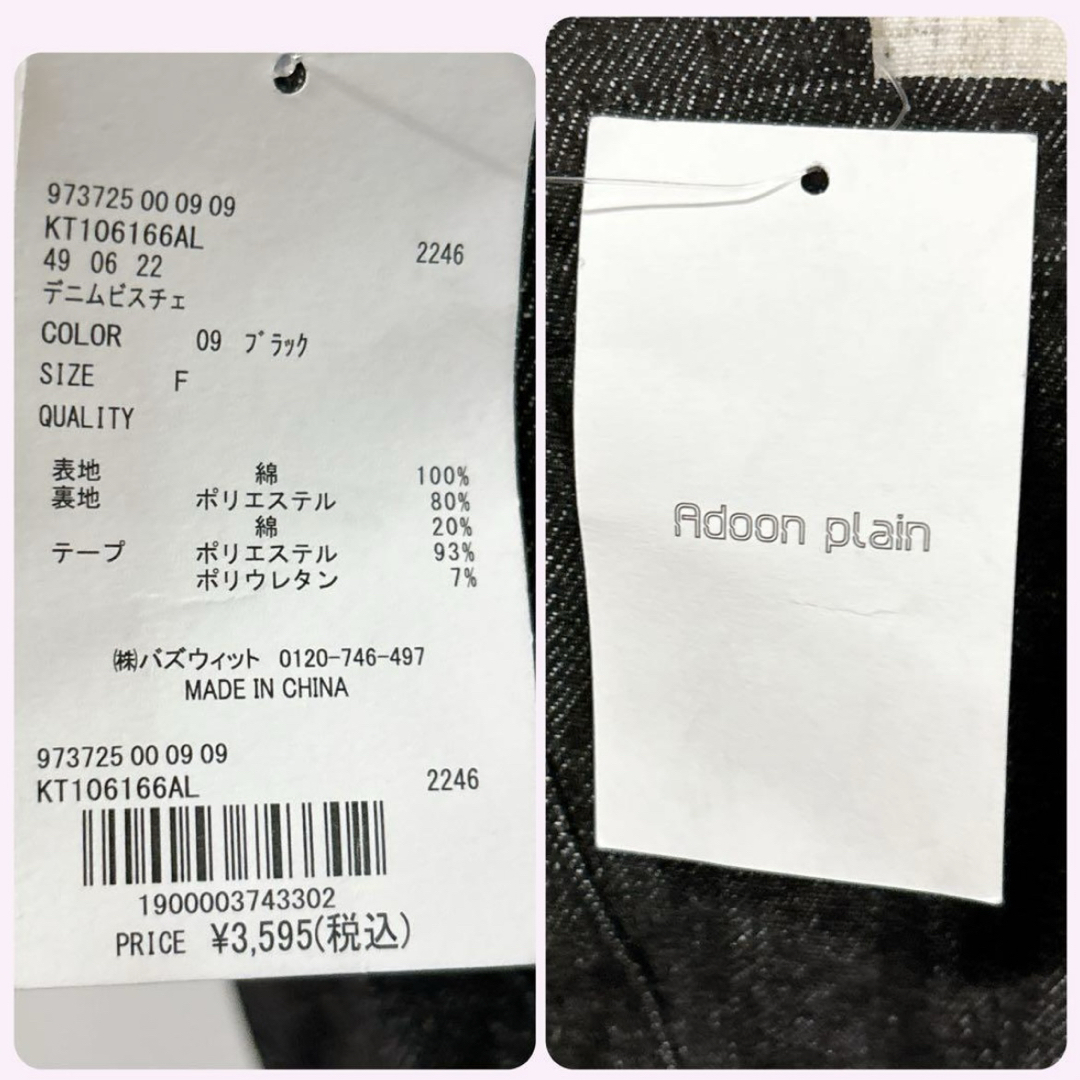 973725 00 09 09
KT106166AL 2246
49 06 22
デニムビスチェ
COLOR 09 ブラック
SIZE F
QUALITY
表地 綿 100%
裏地 ポリエステル 80%
綿 20%
テープ ポリエステル 93%
ポリウレタン 7%
㈱バズウィット 0120-746-497
MADE IN CHINA
973725 00 09 09
KT106166AL 2246
1900003743302
PRICE ¥3,595(税込)
Adoon plain